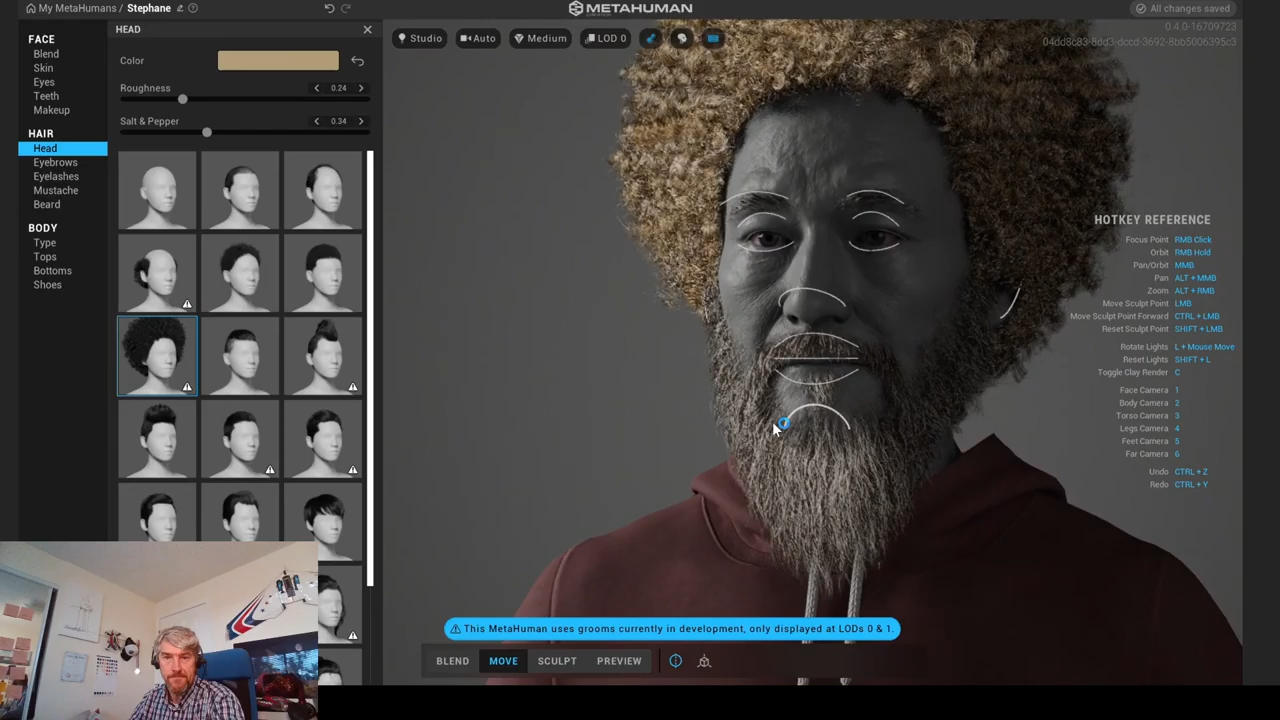 My MetaHumans / Stephane
METAHUMAN
All changes saved
0.4.0-16709723
04dd8c83-8dd3-dccd-3692-8bb5006395c3
FACE
Blend
Skin
Eyes
Teeth
Makeup
HAIR
Head
Eyebrows
Eyelashes
Mustache
Beard
BODY
Type
Tops
Bottoms
Shoes
HEAD
Color
Roughness 0.24
Salt & Pepper 0.34
Studio Auto Medium LOD 0
HOTKEY REFERENCE
Focus Point RMB Click
Orbit RMB Hold
Pan/Orbit MMB
Pan ALT + MMB
Zoom ALT + RMB
Move Sculpt Point LMB
Move Sculpt Point Forward CTRL + LMB
Reset Sculpt Point SHIFT + LMB
Rotate Lights L + Mouse Move
Reset Lights SHIFT + L
Toggle Clay Render C
Face Camera 1
Body Camera 2
Torso Camera 3
Legs Camera 4
Feet Camera 5
Far Camera 6
Undo CTRL + Z
Redo CTRL + Y
This MetaHuman uses grooms currently in development, only displayed at LODs 0 & 1.
BLEND MOVE SCULPT PREVIEW